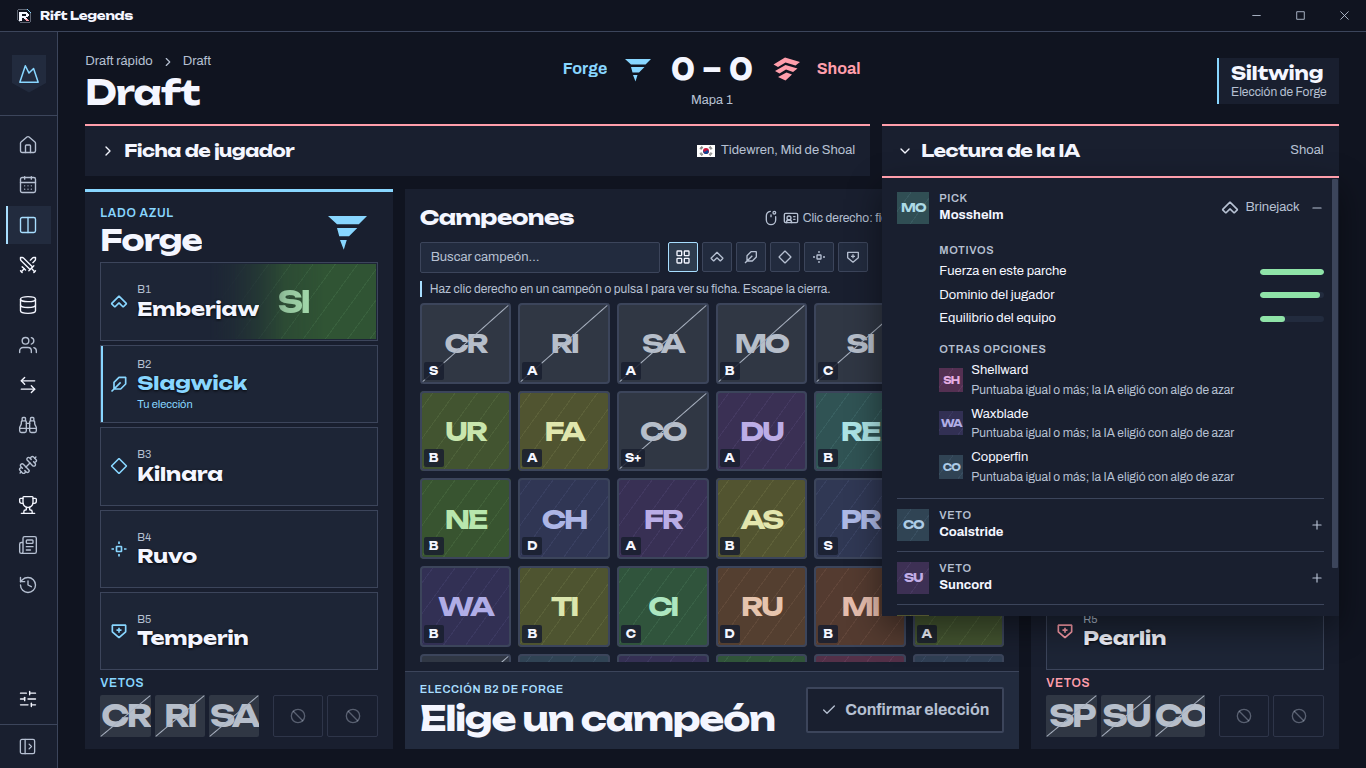 Rift Legends
Draft rápido > Draft
Draft
Forge 0 – 0 Shoal
Mapa 1
Siltwing
Elección de Forge
Ficha de jugador
Tidewren, Mid de Shoal
Lectura de la IA
Shoal
LADO AZUL
Forge
B1
Emberjaw
SI
B2
Slagwick
Tu elección
B3
Kilnara
B4
Ruvo
B5
Temperin
VETOS
CR RI SA
Campeones
Clic derecho: fi
Buscar campeón...
Haz clic derecho en un campeón o pulsa I para ver su ficha. Escape la cierra.
CR RI SA MO SI
S A A B C
UR FA CO DU RE
B A S+ A B
NE CH FR AS PR
B D A B S
WA TI CI RU MI
B B C D B A
ELECCIÓN B2 DE FORGE
Elige un campeón
Confirmar elección
MO
PICK
Mosshelm
Brinejack
MOTIVOS
Fuerza en este parche
Dominio del jugador
Equilibrio del equipo
OTRAS OPCIONES
SH
Shellward
Puntuaba igual o más; la IA eligió con algo de azar
WA
Waxblade
Puntuaba igual o más; la IA eligió con algo de azar
CO
Copperfin
Puntuaba igual o más; la IA eligió con algo de azar
CO
VETO
Coalstride
SU
VETO
Suncord
R5
Pearlin
VETOS
SP SU CO